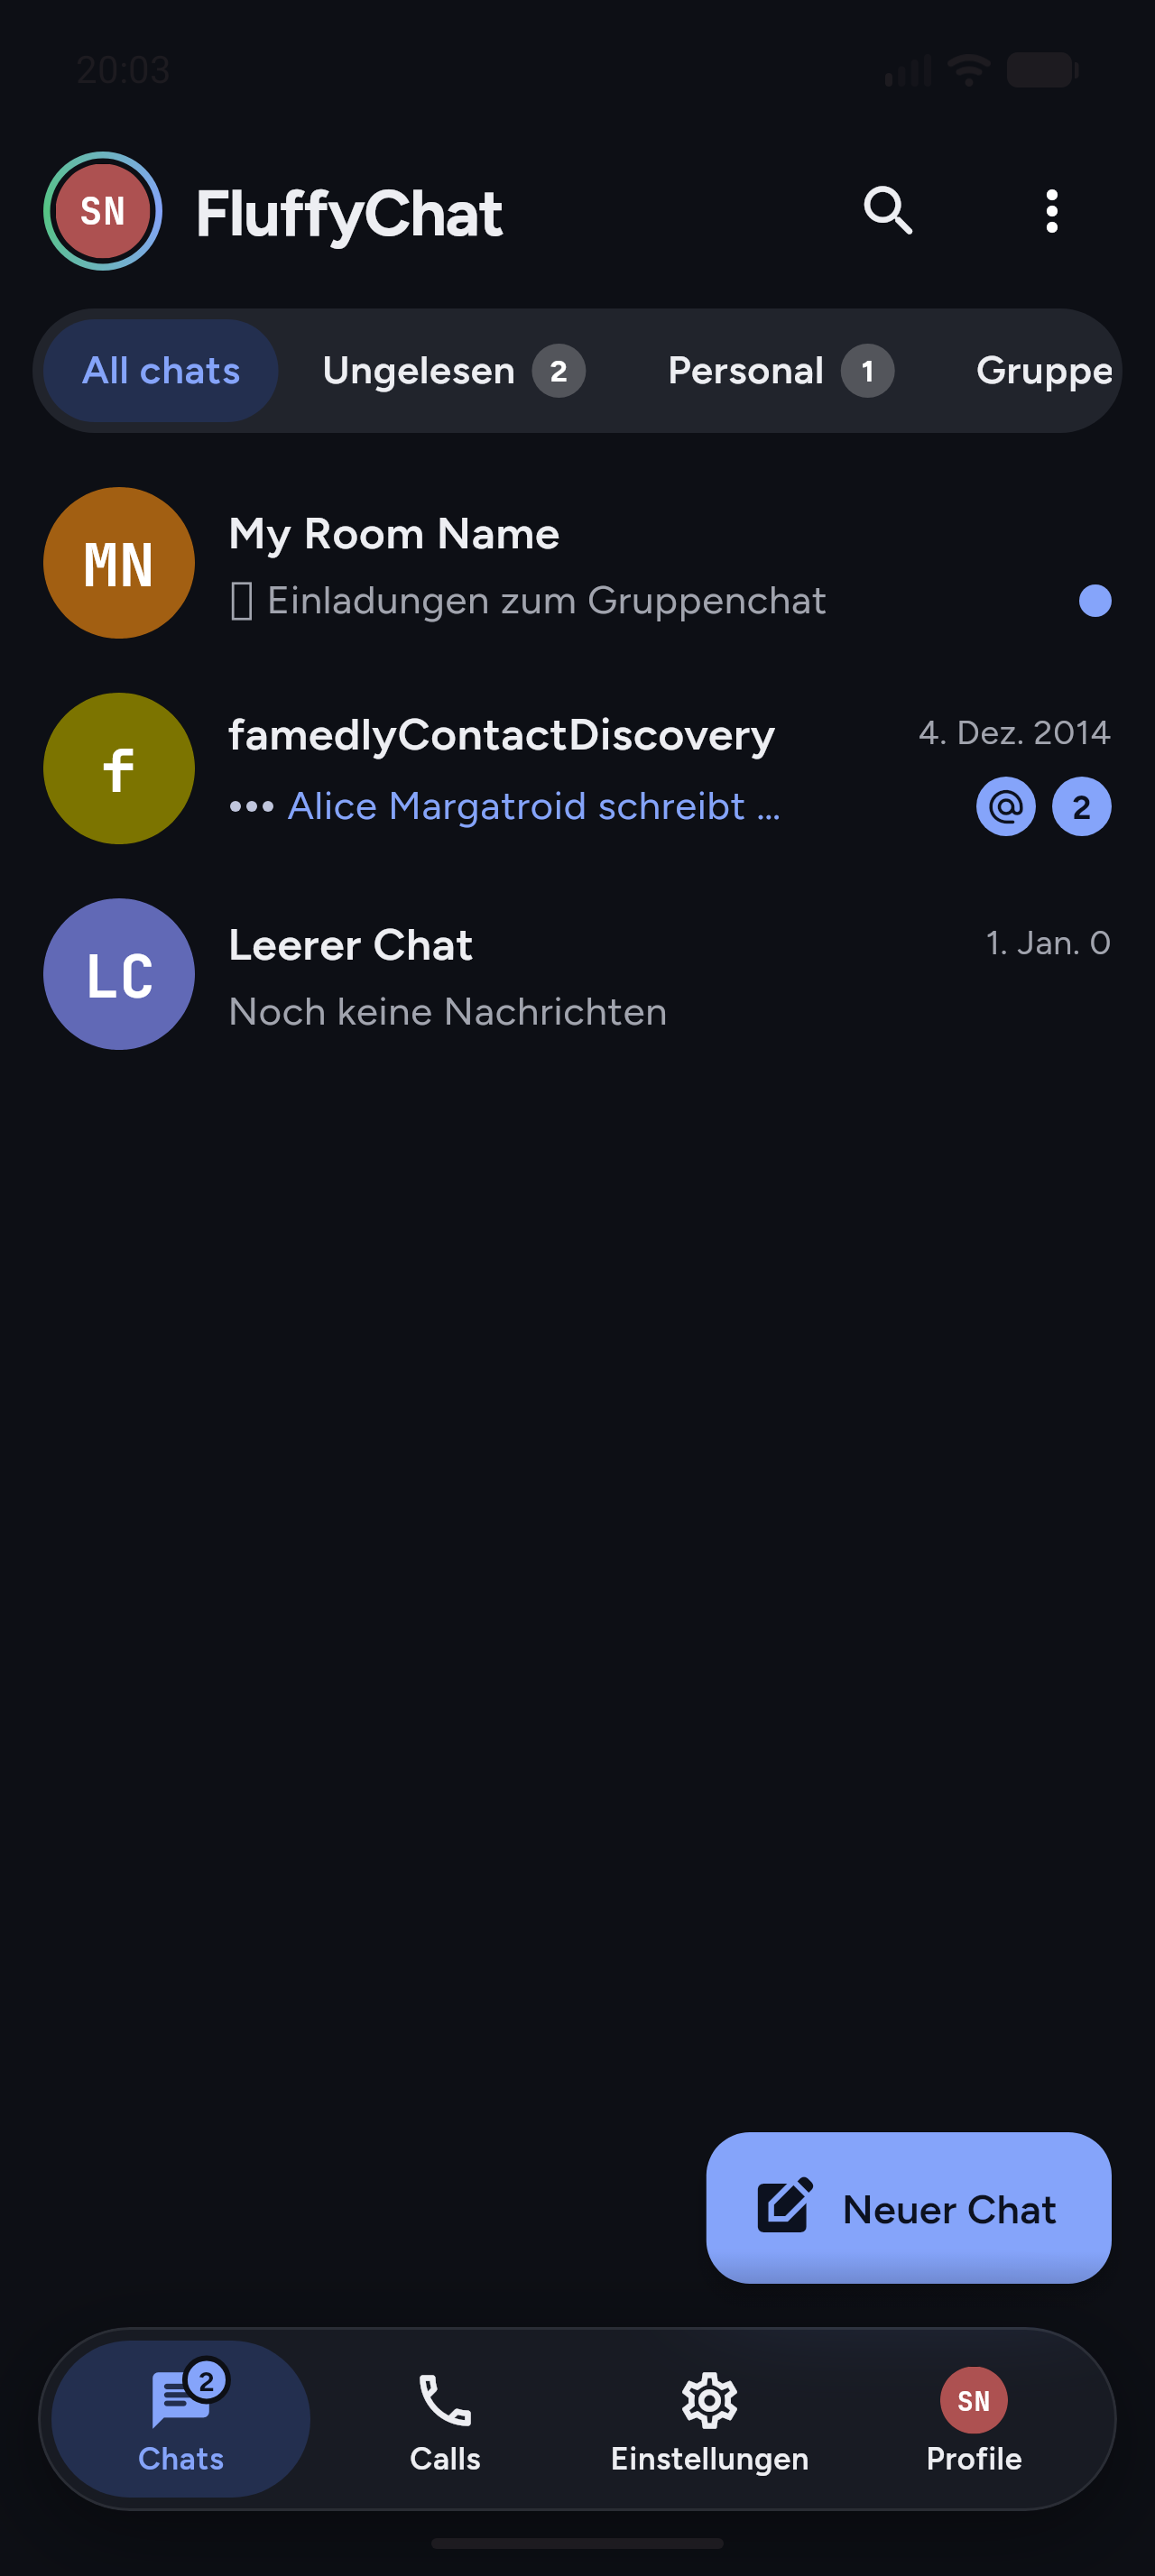 20:03
SN FluffyChat
All chats Ungelesen 2 Personal 1 Gruppe
MN My Room Name
Einladungen zum Gruppenchat
f famedlyContactDiscovery 4. Dez. 2014
••• Alice Margatroid schreibt ... @ 2
LC Leerer Chat 1. Jan. 0
Noch keine Nachrichten
Neuer Chat
2 SN
Chats Calls Einstellungen Profile